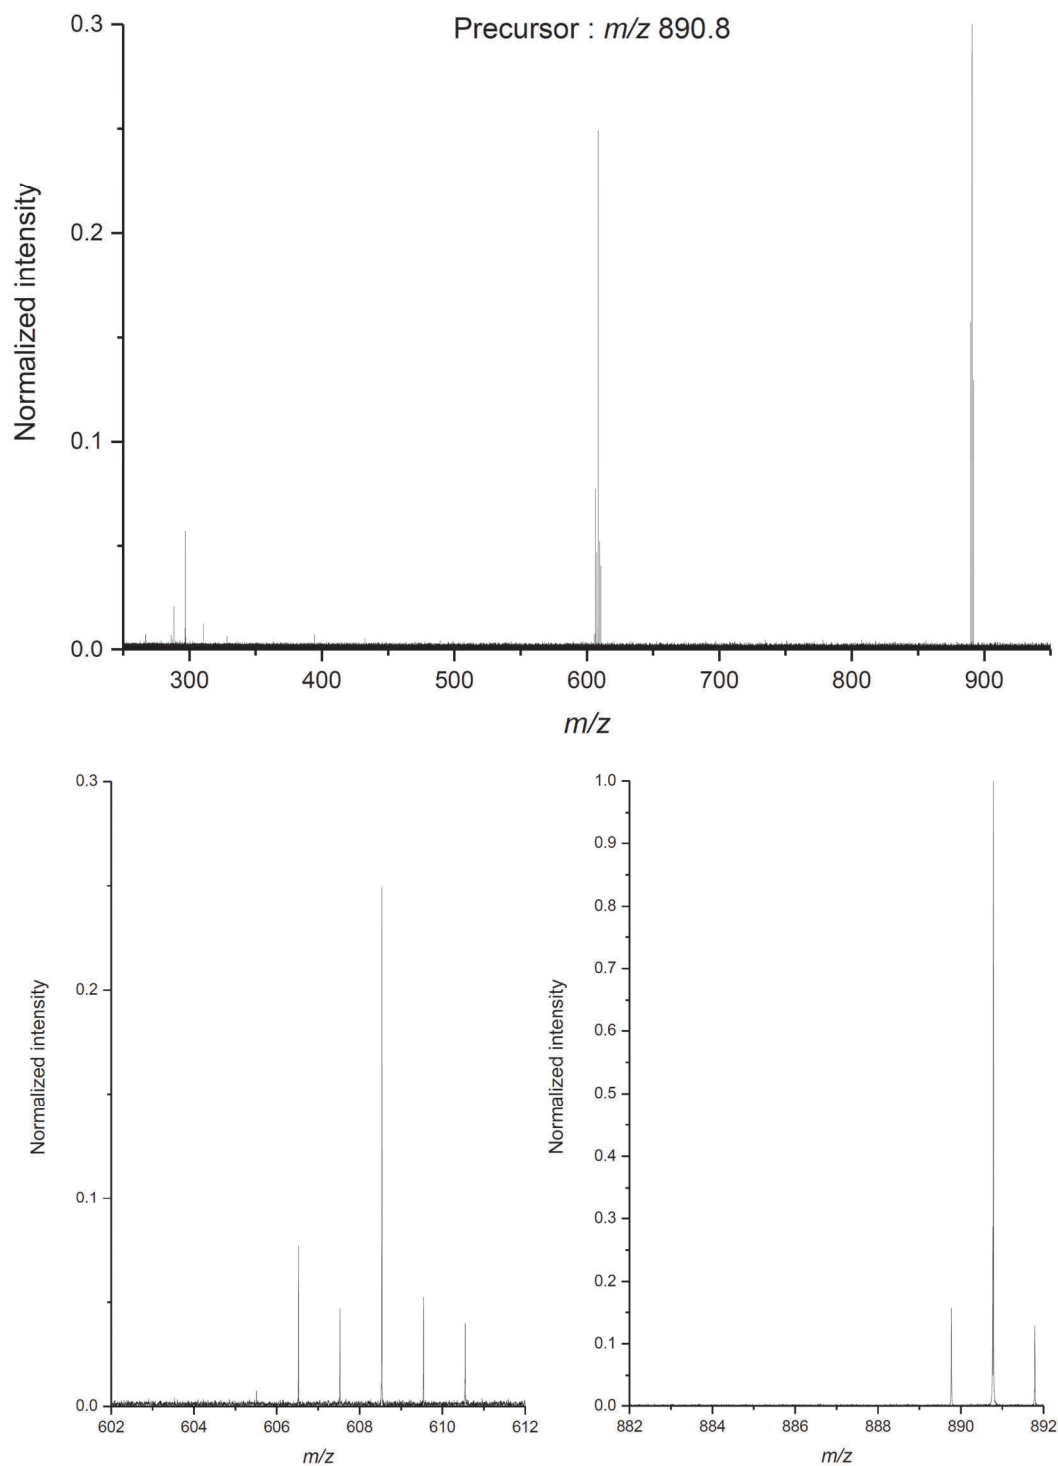 Precursor : m/z 890.8
Normalized intensity
0.3
0.2
0.1
0.0
300 400 500 600 700 800 900
m/z
Normalized intensity
0.3
0.2
0.1
0.0
602 604 606 608 610 612
m/z
Normalized intensity
1.0
0.9
0.8
0.7
0.6
0.5
0.4
0.3
0.2
0.1
0.0
882 884 886 888 890 892
m/z